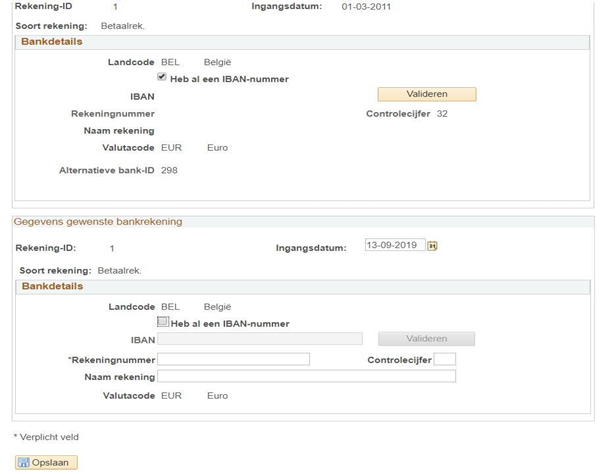 Rekening-ID 1 Ingangsdatum: 01-03-2011
Soort rekening: Betaalrek.
Bankdetails
Landcode BEL België
Heb al een IBAN-nummer
IBAN Valideren
Rekeningnummer Controlecijfer 32
Naam rekening
Valutacode EUR Euro
Alternatieve bank-ID 298
Gegevens gewenste bankrekening
Rekening-ID: 1 Ingangsdatum: 13-09-2019
Soort rekening: Betaalrek.
Bankdetails
Landcode BEL België
Heb al een IBAN-nummer
IBAN Valideren
*Rekeningnummer Controlecijfer
Naam rekening
Valutacode EUR Euro
* Verplicht veld
Opslaan